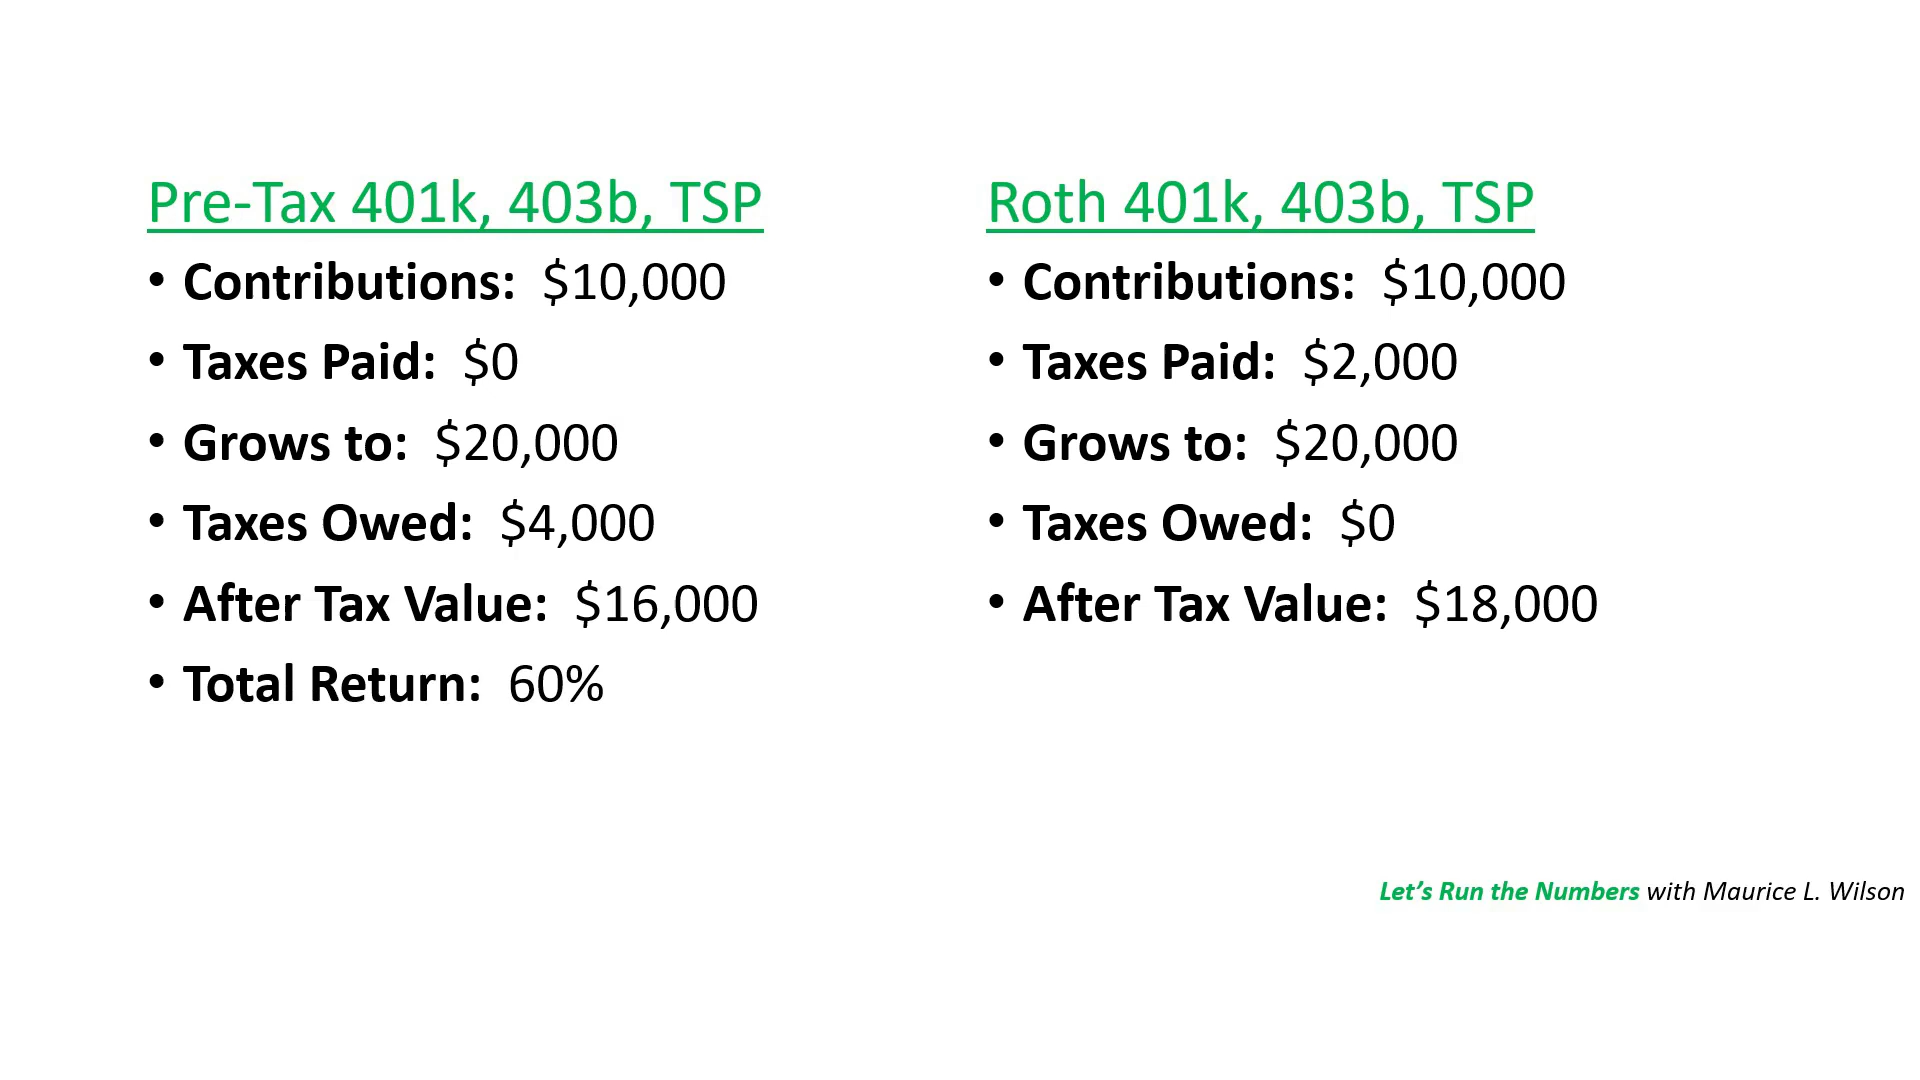 Pre-Tax 401k, 403b, TSP
• Contributions: $10,000
• Taxes Paid: $0
• Grows to: $20,000
• Taxes Owed: $4,000
• After Tax Value: $16,000
• Total Return: 60%
Roth 401k, 403b, TSP
• Contributions: $10,000
• Taxes Paid: $2,000
• Grows to: $20,000
• Taxes Owed: $0
• After Tax Value: $18,000
Let’s Run the Numbers with Maurice L. Wilson